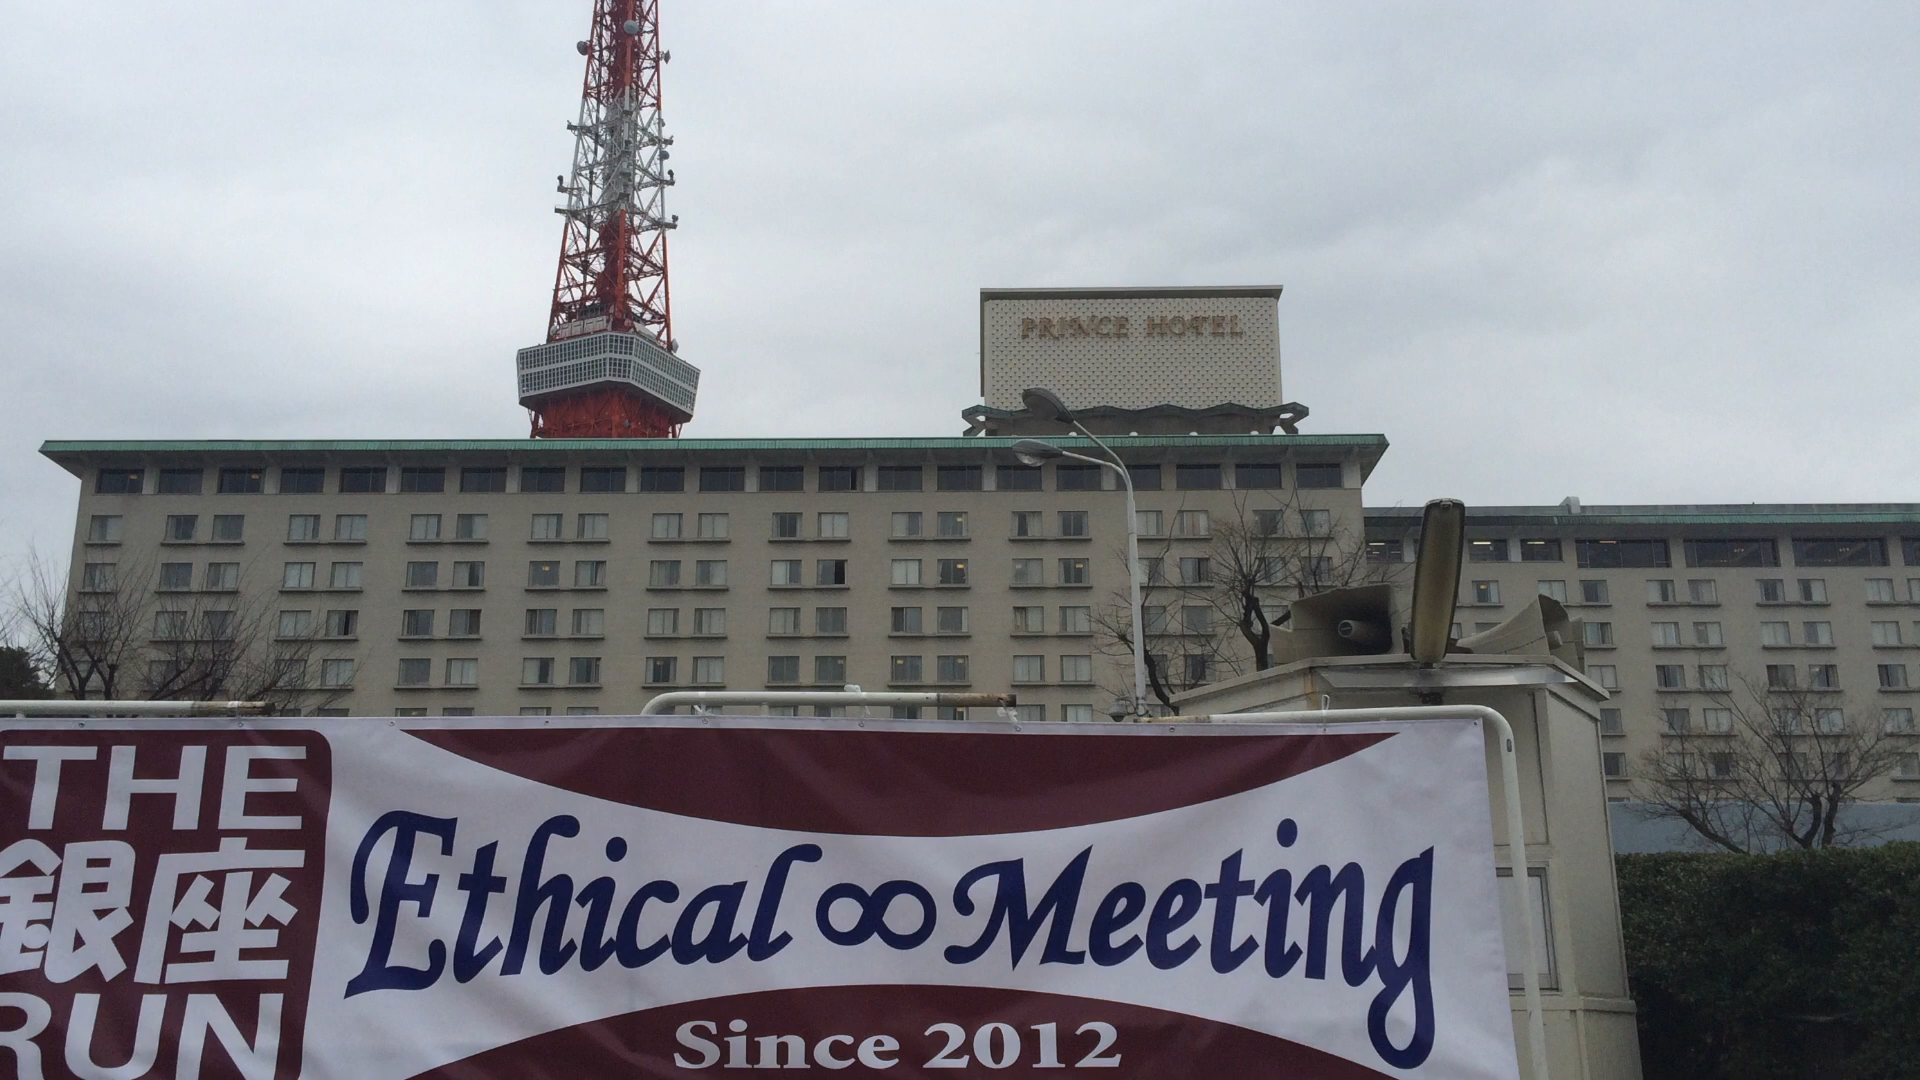 PRINCE HOTEL
THE
銀座
RUN
Ethical ∞ Meeting
Since 2012